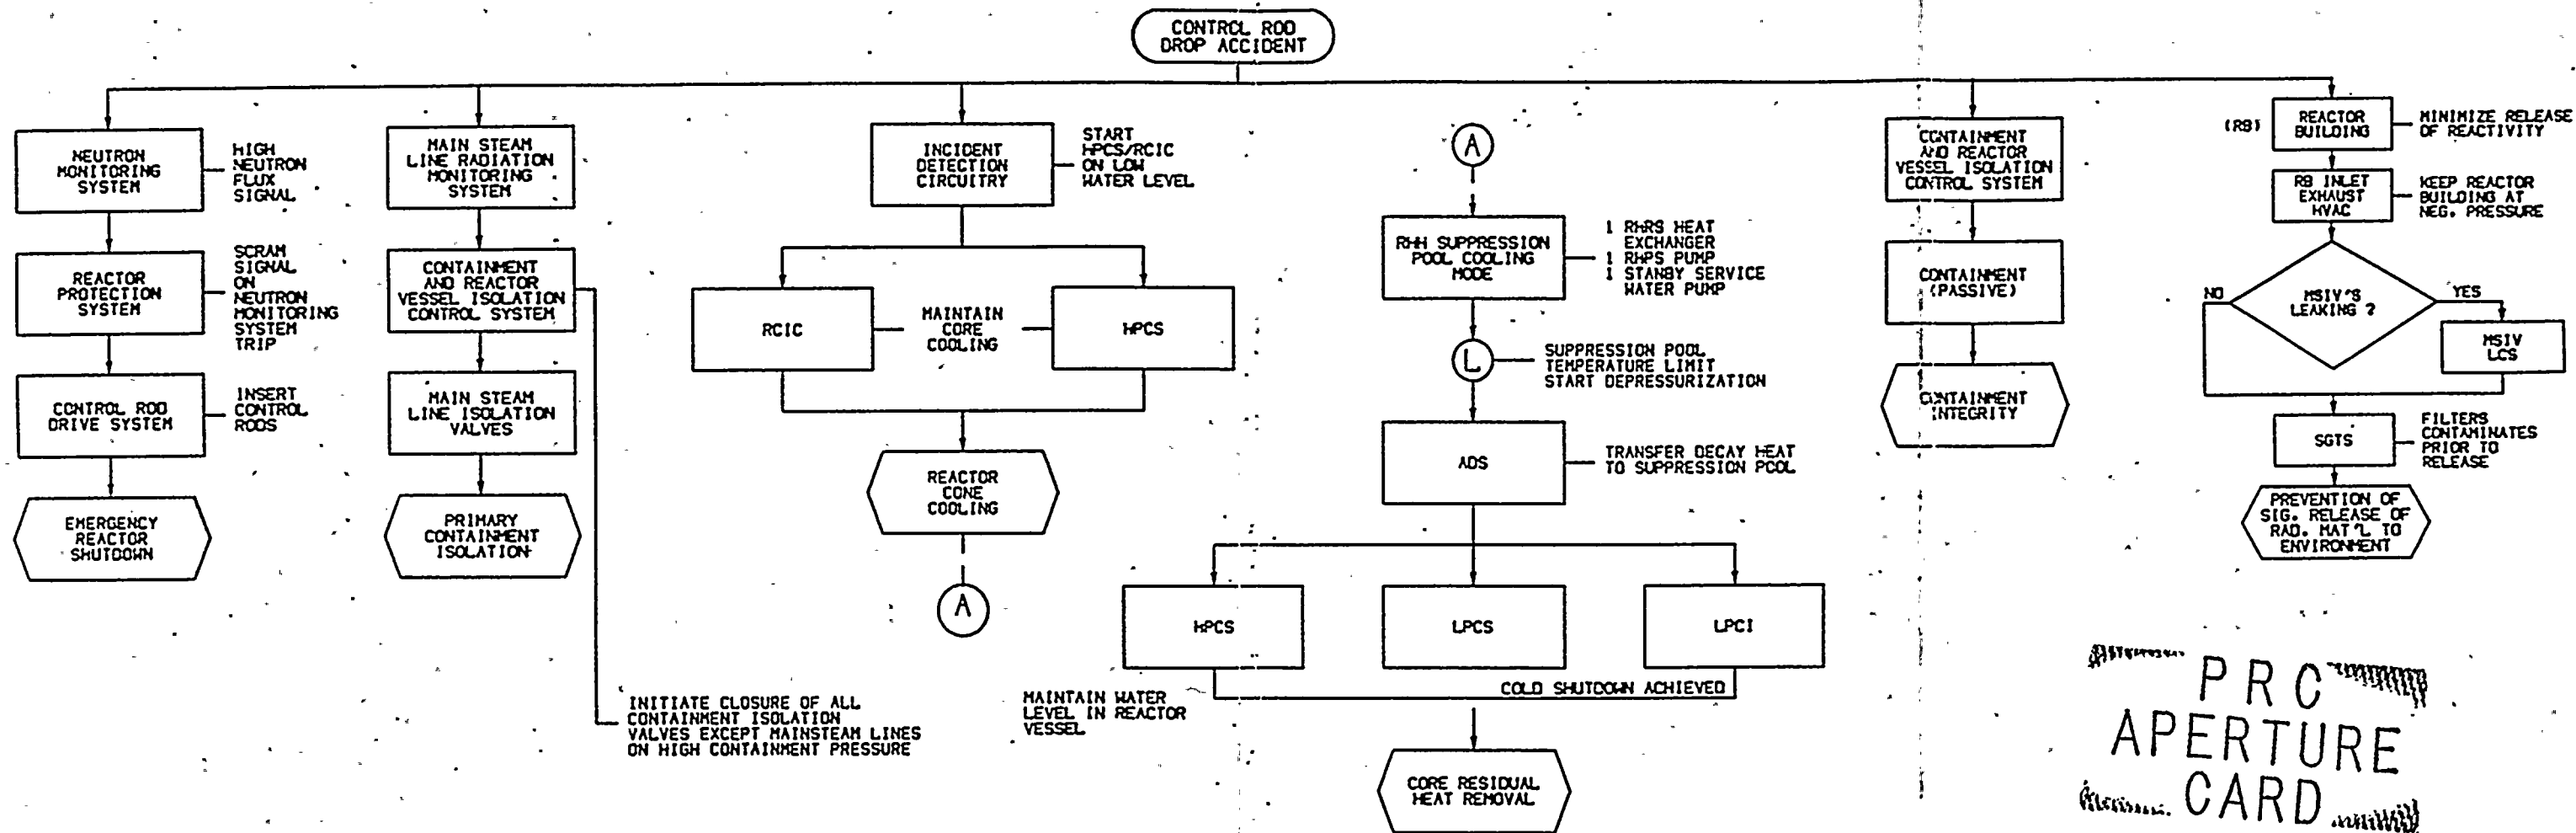 CONTROL ROD
DROP ACCIDENT
NEUTRON
MONITORING
SYSTEM
HIGH
NEUTRON
FLUX
SIGNAL
REACTOR
PROTECTION
SYSTEM
SCRAM
SIGNAL
ON
NEUTRON
MONITORING
SYSTEM
TRIP
CONTROL ROD
DRIVE SYSTEM
INSERT
CONTROL
RODS
EMERGENCY
REACTOR
SHUTDOWN
MAIN STEAM
LINE RADIATION
MONITORING
SYSTEM
CONTAINMENT
AND REACTOR
VESSEL ISOLATION
CONTROL SYSTEM
MAIN STEAM
LINE ISOLATION
VALVES
PRIMARY
CONTAINMENT
ISOLATION
INITIATE CLOSURE OF ALL
CONTAINMENT ISOLATION
VALVES EXCEPT MAINSTEAM LINES
ON HIGH CONTAINMENT PRESSURE
INCIDENT
DETECTION
CIRCUITRY
START
HPCS/RCIC
ON LOW
WATER LEVEL
RCIC
MAINTAIN
CORE
COOLING
HPCS
REACTOR
CONE
COOLING
A
A
RHH SUPPRESSION
POOL COOLING
MODE
1 RHRS HEAT
EXCHANGER
1 RHPS PUMP
1 STANBY SERVICE
WATER PUMP
L
SUPPRESSION POOL
TEMPERATURE LIMIT
START DEPRESSURIZATION
ADS
TRANSFER DECAY HEAT
TO SUPPRESSION POOL
HPCS
LPCS
LPCI
MAINTAIN WATER
LEVEL IN REACTOR
VESSEL
COLD SHUTDOWN ACHIEVED
CORE RESIDUAL
HEAT REMOVAL
CONTAINMENT
AND REACTOR
VESSEL ISOLATION
CONTROL SYSTEM
CONTAINMENT
(PASSIVE)
CONTAINMENT
INTEGRITY
(RB)
REACTOR
BUILDING
MINIMIZE RELEASE
OF REACTIVITY
RB INLET
EXHAUST
HVAC
KEEP REACTOR
BUILDING AT
NEG. PRESSURE
NO
MSIV'S
LEAKING ?
YES
MSIV
LCS
SGTS
FILTERS
CONTAMINATES
PRIOR TO
RELEASE
PREVENTION OF
SIG. RELEASE OF
RAD. MAT'L TO
ENVIRONMENT
PRC
APERTURE
CARD